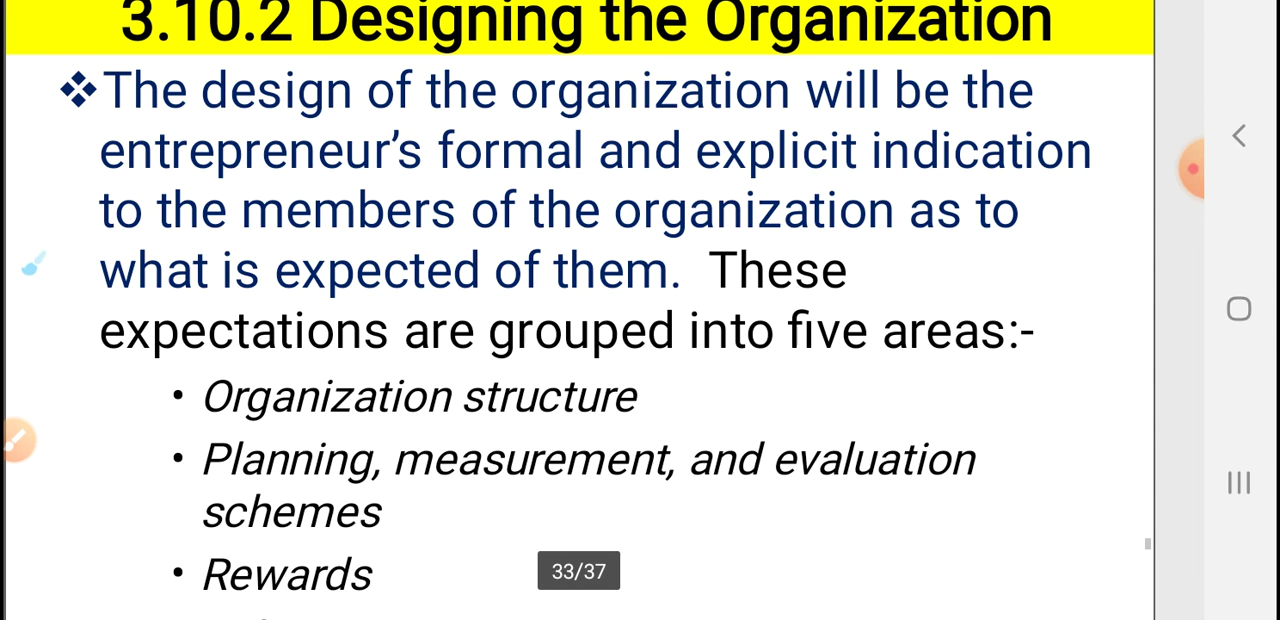 3.10.2 Designing the Organization
❖The design of the organization will be the
entrepreneur's formal and explicit indication
to the members of the organization as to
what is expected of them. These
expectations are grouped into five areas:-
• Organization structure
• Planning, measurement, and evaluation
schemes
• Rewards
33/37